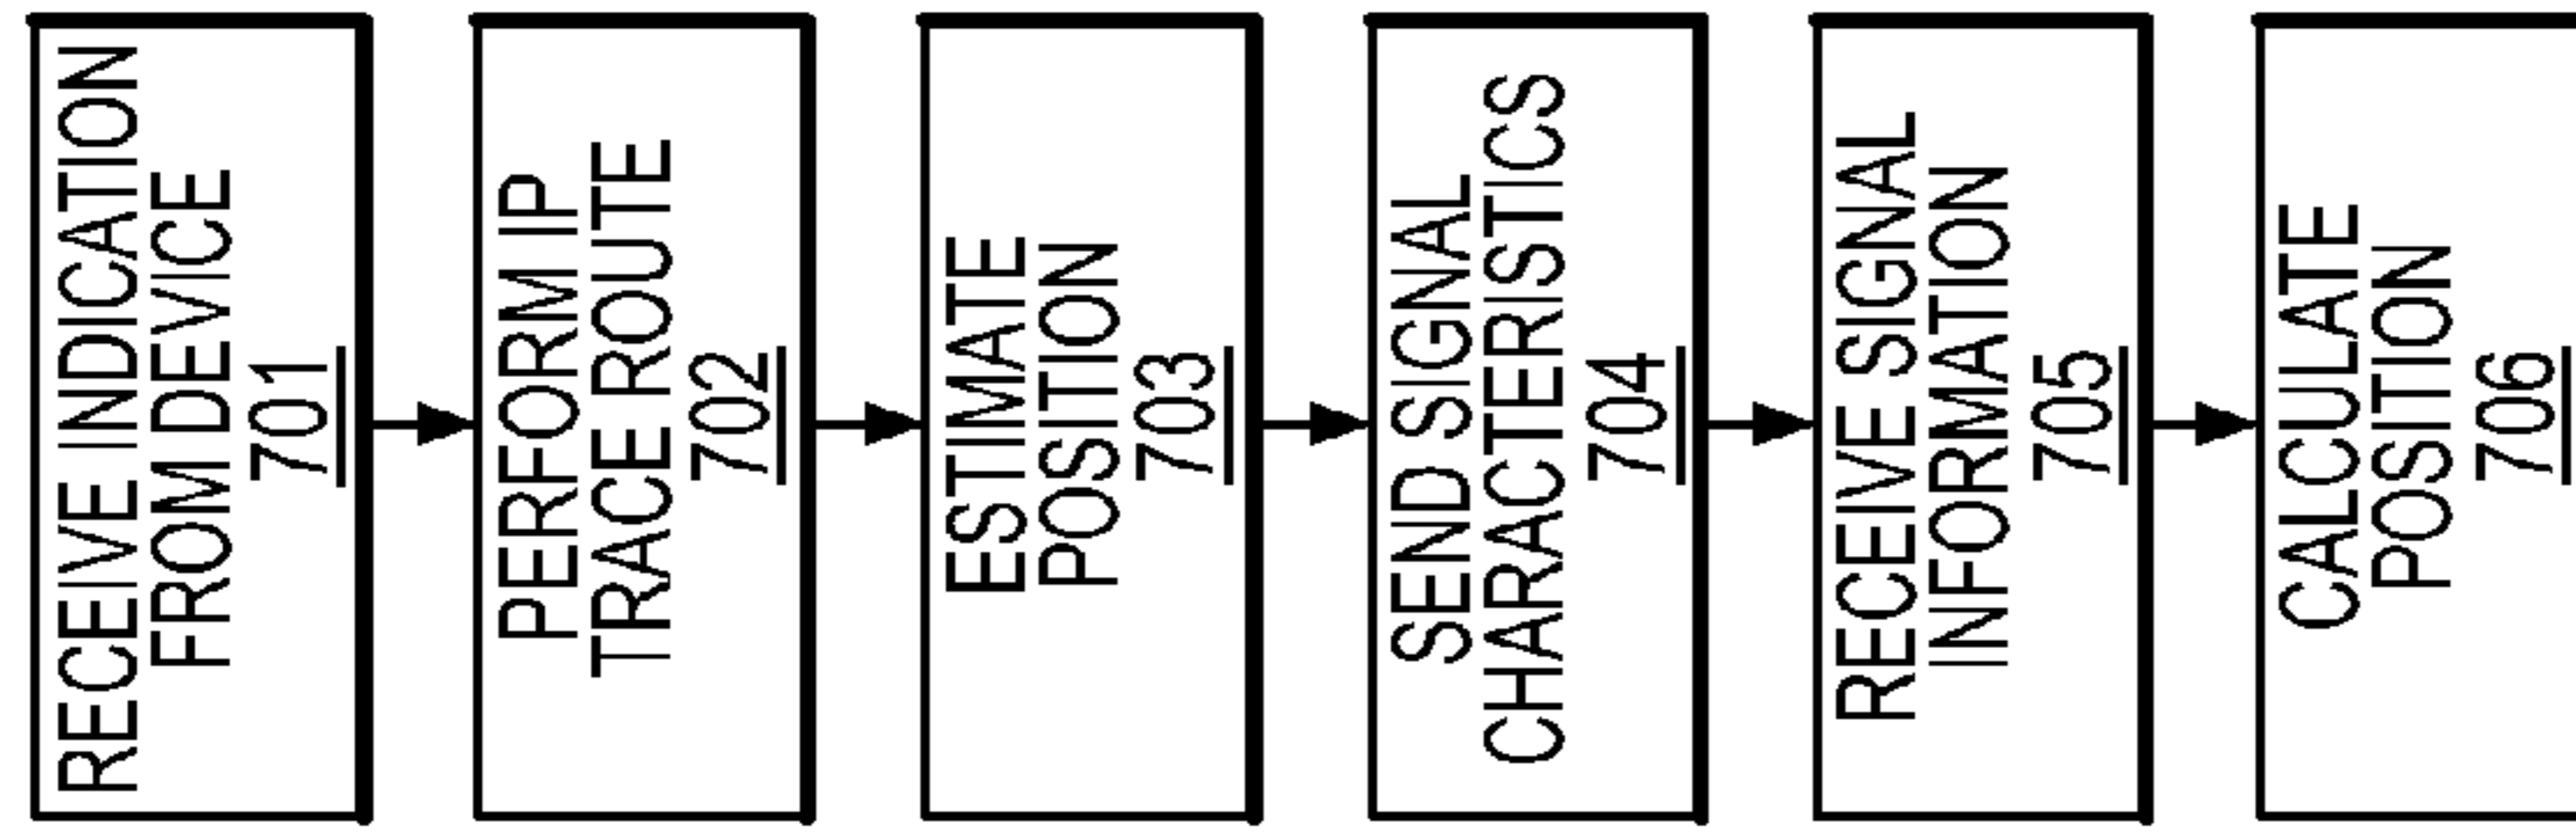 RECEIVE INDICATION
FROM DEVICE
701
PERFORM IP
TRACE ROUTE
702
ESTIMATE
POSITION
703
SEND SIGNAL
CHARACTERISTICS
704
RECEIVE SIGNAL
INFORMATION
705
CALCULATE
POSITION
706